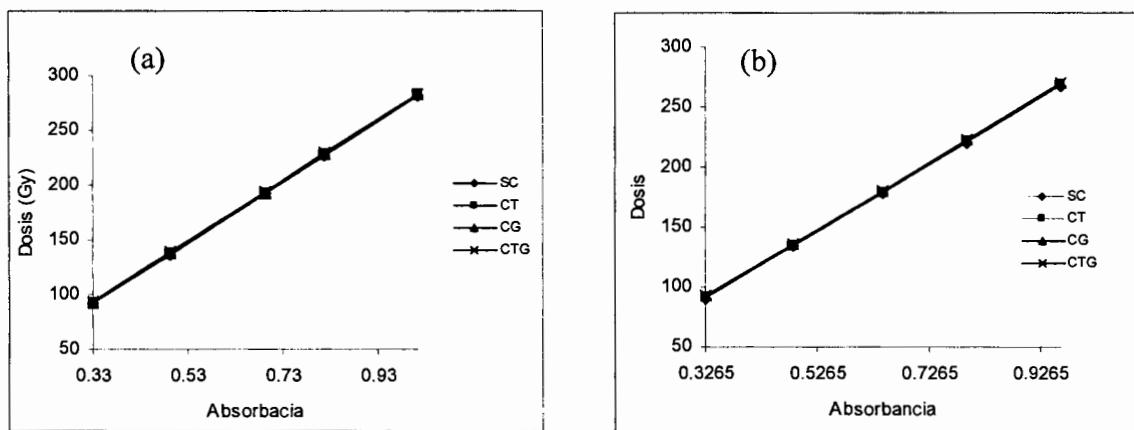 (a)
300
250
200
150
100
50
Dosis (Gy)
0.33 0.53 0.73 0.93
Absorbacia
SC
CT
CG
CTG
(b)
300
250
200
150
100
50
Dosis
0.3265 0.5265 0.7265 0.9265
Absorbancia
SC
CT
CG
CTG